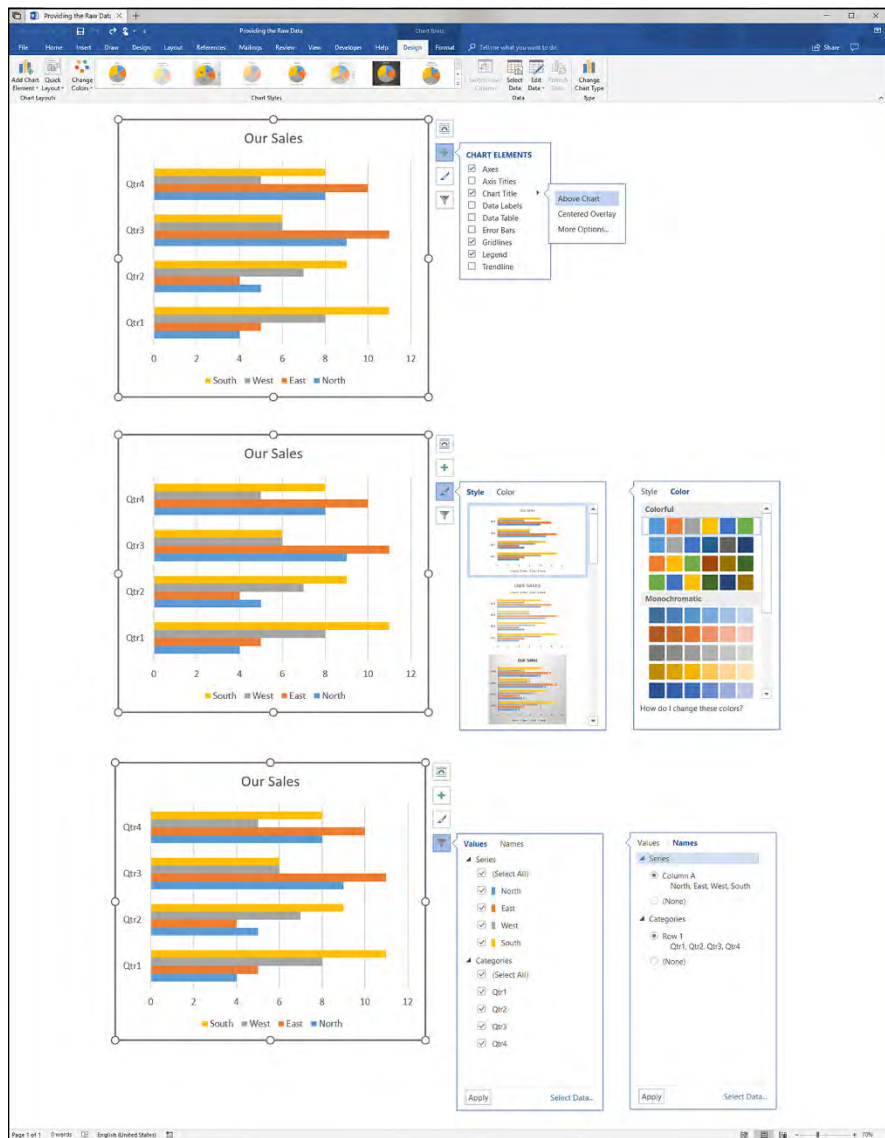 Providing the Raw Data
Providing the Raw Data
Chart Tools
File Home Insert Draw Design Layout References Mailings Review View Developer Help Design Format Tell me what you want to do Share
Add Chart Element Quick Layout Change Colors Select Data Edit Data Refresh Data Change Chart Type
Chart Layouts Chart Styles Data Type
Our Sales
Qtr4
Qtr3
Qtr2
Qtr1
0 2 4 6 8 10 12
South West East North
CHART ELEMENTS
Axes
Axis Titles
Chart Title
Data Labels
Data Table
Error Bars
Gridlines
Legend
Trendline
Above Chart
Centered Overlay
More Options...
Our Sales
Qtr4
Qtr3
Qtr2
Qtr1
0 2 4 6 8 10 12
South West East North
Style Color
Our Sales
Style Color
Colorful
Monochromatic
How do I change these colors?
Our Sales
Qtr4
Qtr3
Qtr2
Qtr1
0 2 4 6 8 10 12
South West East North
Values Names
Series
(Select All)
North
East
West
South
Categories
(Select All)
Qtr1
Qtr2
Qtr3
Qtr4
Apply Select Data...
Values Names
Series
Column A
North, East, West, South
(None)
Categories
Row 1
Qtr1, Qtr2, Qtr3, Qtr4
(None)
Apply Select Data...
Page 1 of 1 0 words English (United States) 70%